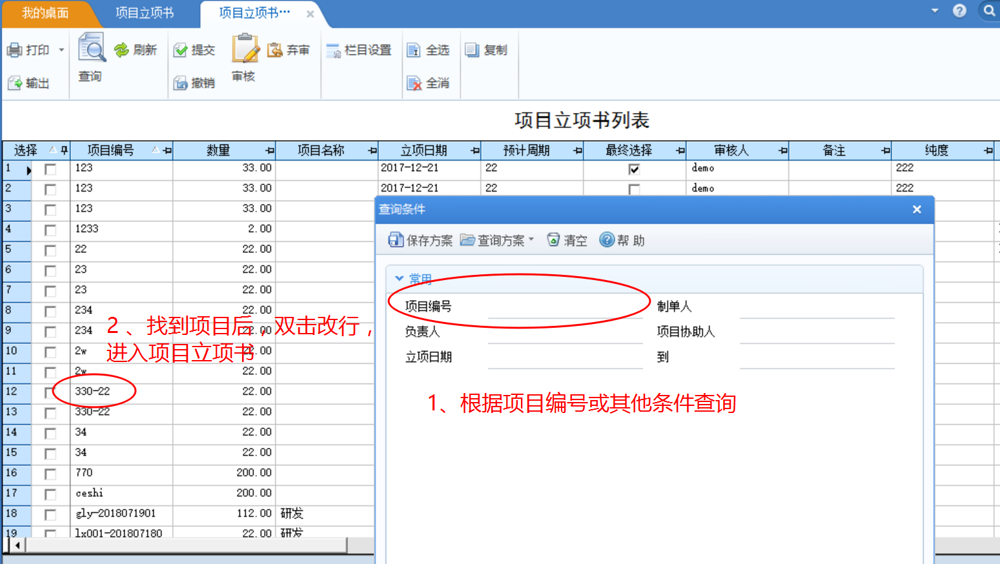 我的桌面 项目立项书 项目立项书…
打印 查询 刷新 提交 审核 弃审 栏目设置 全选 复制
输出 撤销 全消
项目立项书列表
选择 项目编号 数量 项目名称 立项日期 预计周期 最终选择 审核人 备注 纯度
1 123 33.00 2017-12-21 22 demo 222
2 123 33.00 2017-12-21 22 demo 222
3 123 33.00
4 1233 2.00
5 22 22.00
6 23 22.00
7 23 22.00
8 234 22.00
9 234
10 2w 22.00
11 2w 22.00
12 330-22 22.00
13 330-22 22.00
14 34 22.00
15 34 22.00
16 770 200.00
17 ceshi 200.00
18 gly-2018071901 112.00 研发
19 lx001-201807180 22.00 研发
2、找到项目后，双击改行，
进入项目立项书
查询条件
保存方案 查询方案 清空 帮 助
常用
项目编号 制单人
负责人 项目协助人
立项日期 到
1、根据项目编号或其他条件查询